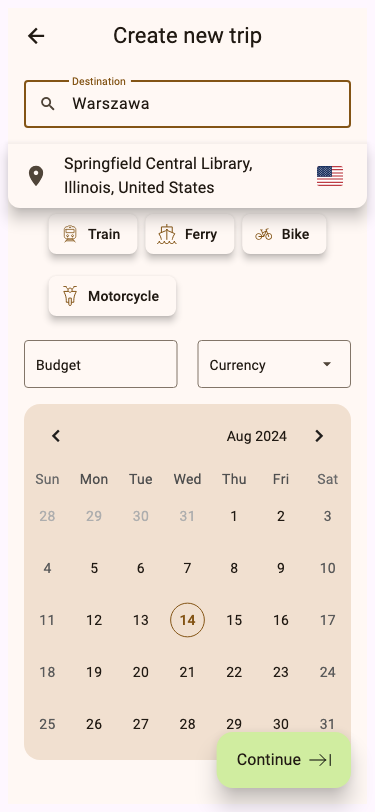 Create new trip
Destination
Warszawa
Springfield Central Library,
Illinois, United States
Train Ferry Bike
Motorcycle
Budget Currency
Aug 2024
Sun Mon Tue Wed Thu Fri Sat
28 29 30 31 1 2 3
4 5 6 7 8 9 10
11 12 13 14 15 16 17
18 19 20 21 22 23 24
25 26 27 28 29 30 31
Continue